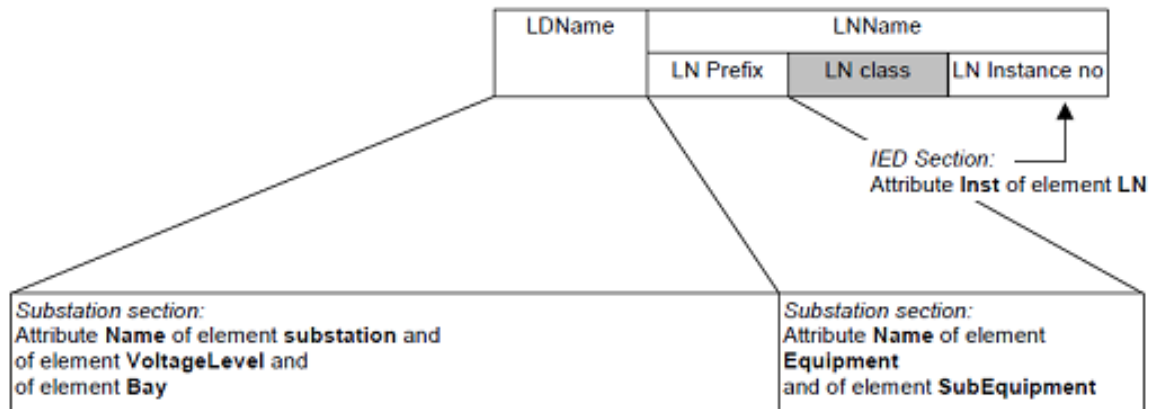 LDName
LNName
LN Prefix
LN class
LN Instance no
IED Section:
Attribute Inst of element LN
Substation section:
Attribute Name of element substation and
of element VoltageLevel and
of element Bay
Substation section:
Attribute Name of element
Equipment
and of element SubEquipment